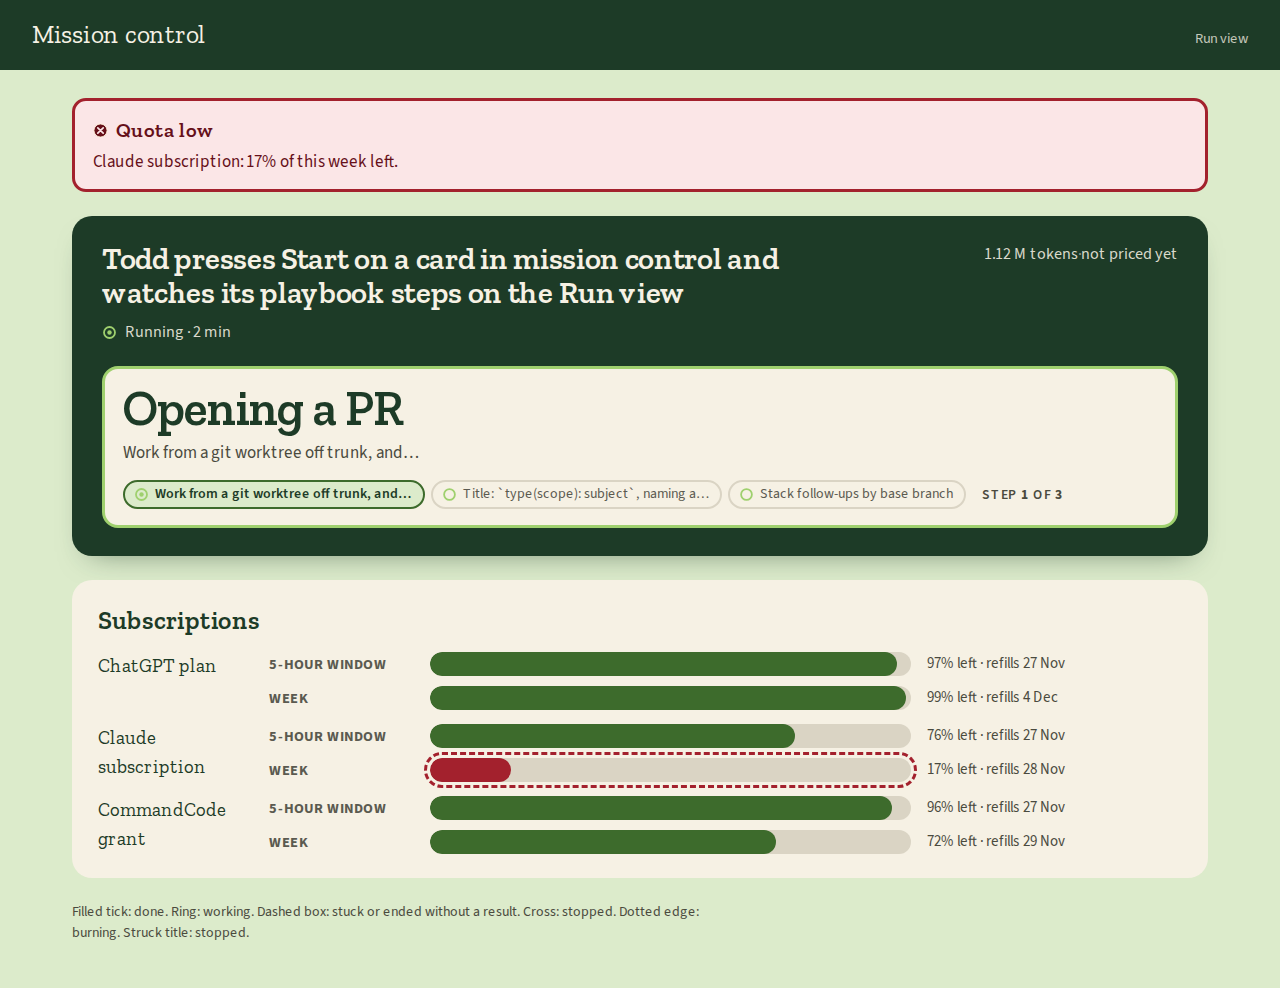 Mission control
Run view
Quota low
Claude subscription: 17% of this week left.
Todd presses Start on a card in mission control and
watches its playbook steps on the Run view
1.12 M tokens·not priced yet
Running · 2 min
Opening a PR
Work from a git worktree off trunk, and…
Work from a git worktree off trunk, and…
Title: `type(scope): subject`, naming a…
Stack follow-ups by base branch
STEP 1 OF 3
Subscriptions
ChatGPT plan
5-HOUR WINDOW
97% left · refills 27 Nov
WEEK
99% left · refills 4 Dec
Claude
subscription
5-HOUR WINDOW
76% left · refills 27 Nov
WEEK
17% left · refills 28 Nov
CommandCode
grant
5-HOUR WINDOW
96% left · refills 27 Nov
WEEK
72% left · refills 29 Nov
Filled tick: done. Ring: working. Dashed box: stuck or ended without a result. Cross: stopped. Dotted edge:
burning. Struck title: stopped.